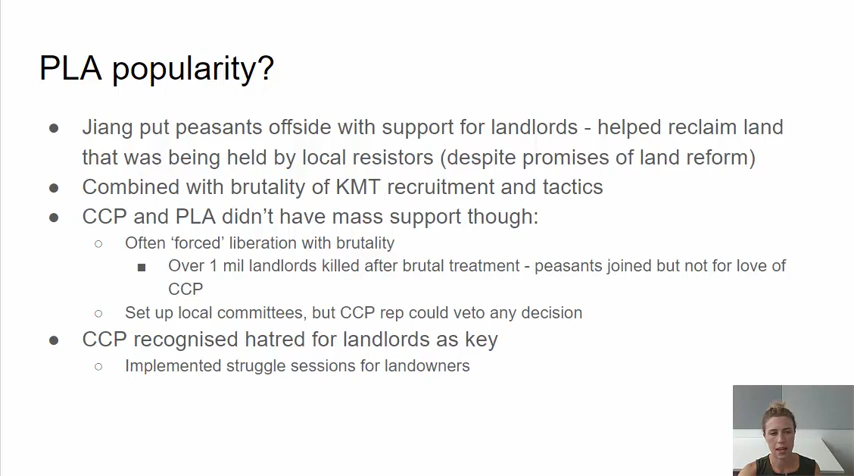 PLA popularity?
● Jiang put peasants offside with support for landlords - helped reclaim land
that was being held by local resistors (despite promises of land reform)
● Combined with brutality of KMT recruitment and tactics
● CCP and PLA didn't have mass support though:
○ Often ‘forced’ liberation with brutality
■ Over 1 mil landlords killed after brutal treatment - peasants joined but not for love of
CCP
○ Set up local committees, but CCP rep could veto any decision
● CCP recognised hatred for landlords as key
○ Implemented struggle sessions for landowners